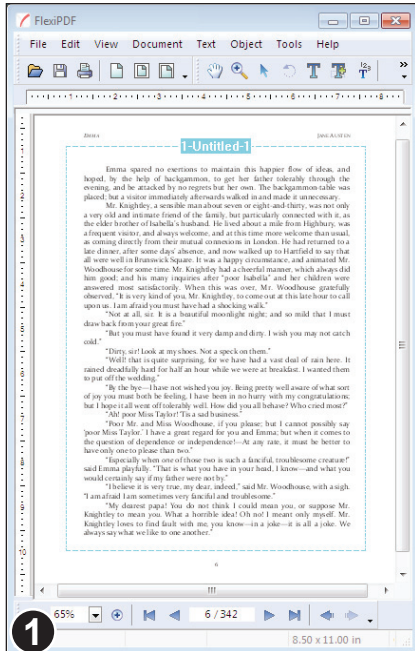 FlexiPDF
File Edit View Document Text Object Tools Help
EMMA JANE AUSTEN
1-Untitled-1
Emma spared no exertions to maintain this happier flow of ideas, and
hoped, by the help of backgammon, to get her father tolerably through the
evening, and be attacked by no regrets but her own. The backgammon-table was
placed; but a visitor immediately afterwards walked in and made it unnecessary.
Mr. Knightley, a sensible man about seven or eight-and-thirty, was not only
a very old and intimate friend of the family, but particularly connected with it, as
the elder brother of Isabella's husband. He lived about a mile from Highbury, was
a frequent visitor, and always welcome, and at this time more welcome than usual,
as coming directly from their mutual connexions in London. He had returned to a
late dinner, after some days' absence, and now walked up to Hartfield to say that
all were well in Brunswick Square. It was a happy circumstance, and animated Mr.
Woodhouse for some time. Mr. Knightley had a cheerful manner, which always did
him good; and his many inquiries after "poor Isabella" and her children were
answered most satisfactorily. When this was over, Mr. Woodhouse gratefully
observed, "It is very kind of you, Mr. Knightley, to come out at this late hour to call
upon us. I am afraid you must have had a shocking walk."
"Not at all, sir. It is a beautiful moonlight night; and so mild that I must
draw back from your great fire."
"But you must have found it very damp and dirty. I wish you may not catch
cold."
"Dirty, sir! Look at my shoes. Not a speck on them."
"Well! that is quite surprising, for we have had a vast deal of rain here. It
rained dreadfully hard for half an hour while we were at breakfast. I wanted them
to put off the wedding."
"By the bye—I have not wished you joy. Being pretty well aware of what sort
of joy you must both be feeling, I have been in no hurry with my congratulations;
but I hope it all went off tolerably well. How did you all behave? Who cried most?"
"Ah! poor Miss Taylor! 'Tis a sad business."
"Poor Mr. and Miss Woodhouse, if you please; but I cannot possibly say
'poor Miss Taylor.' I have a great regard for you and Emma; but when it comes to
the question of dependence or independence!—At any rate, it must be better to
have only one to please than two."
"Especially when one of those two is such a fanciful, troublesome creature!"
said Emma playfully. "That is what you have in your head, I know—and what you
would certainly say if my father were not by."
"I believe it is very true, my dear, indeed," said Mr. Woodhouse, with a sigh.
"I am afraid I am sometimes very fanciful and troublesome."
"My dearest papa! You do not think I could mean you, or suppose Mr.
Knightley to mean you. What a horrible idea! Oh no! I meant only myself. Mr.
Knightley loves to find fault with me, you know—in a joke—it is all a joke. We
always say what we like to one another."
6
65% 6 / 342
1
8.50 x 11.00 in